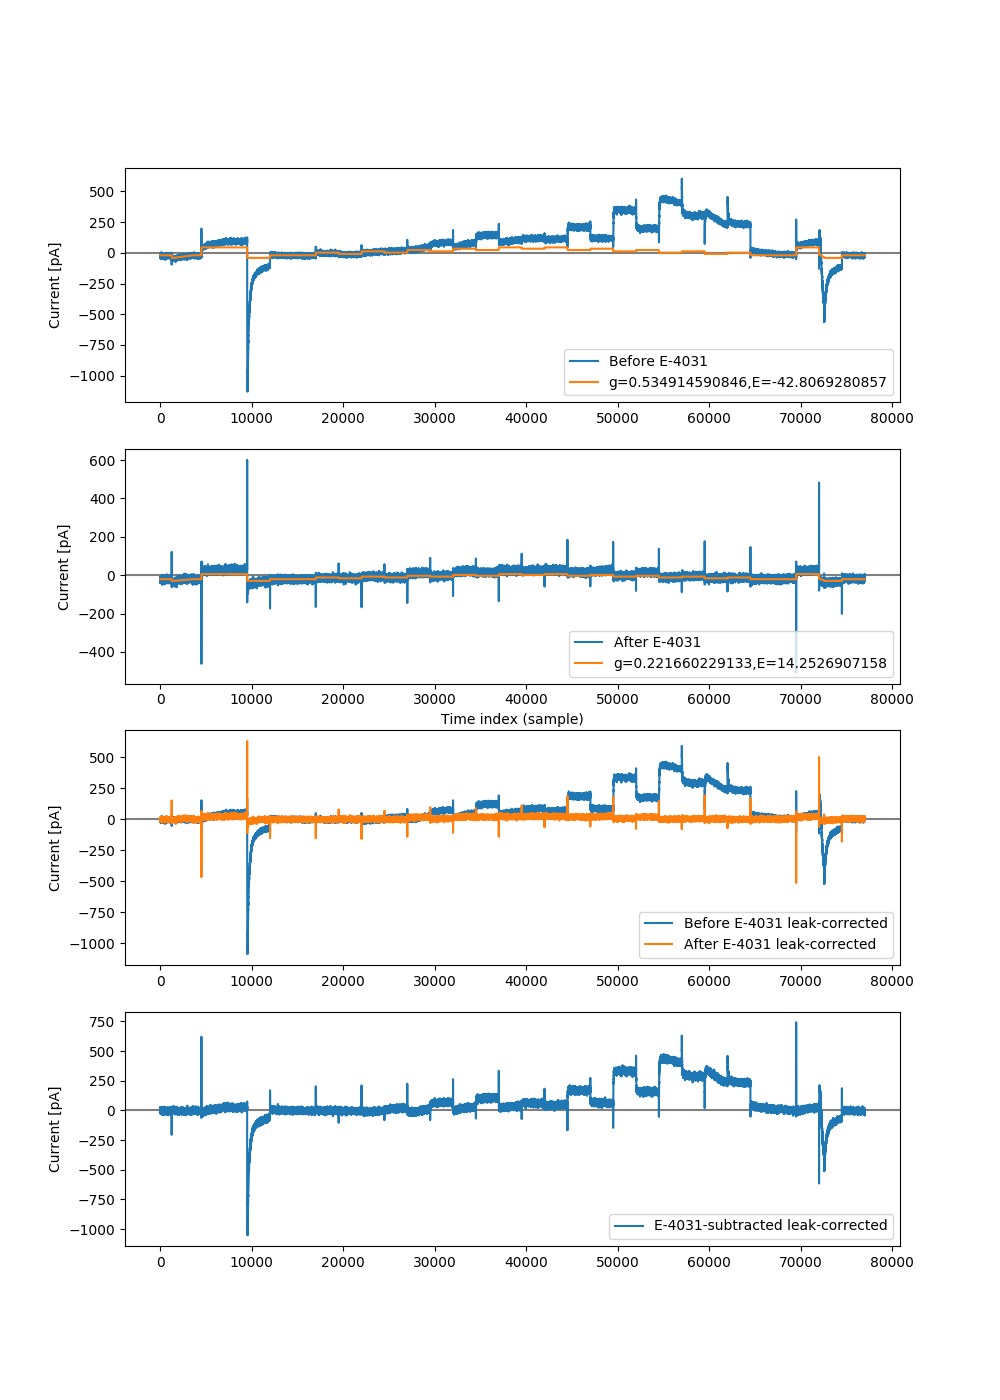 500
250
0
−250
−500
−750
−1000
Current [pA]
Before E-4031
g=0.534914590846,E=-42.8069280857
0 10000 20000 30000 40000 50000 60000 70000 80000
600
400
200
0
−200
−400
Current [pA]
After E-4031
g=0.221660229133,E=14.2526907158
0 10000 20000 30000 40000 50000 60000 70000 80000
Time index (sample)
500
250
0
−250
−500
−750
−1000
Current [pA]
Before E-4031 leak-corrected
After E-4031 leak-corrected
0 10000 20000 30000 40000 50000 60000 70000 80000
750
500
250
0
−250
−500
−750
−1000
Current [pA]
E-4031-subtracted leak-corrected
0 10000 20000 30000 40000 50000 60000 70000 80000